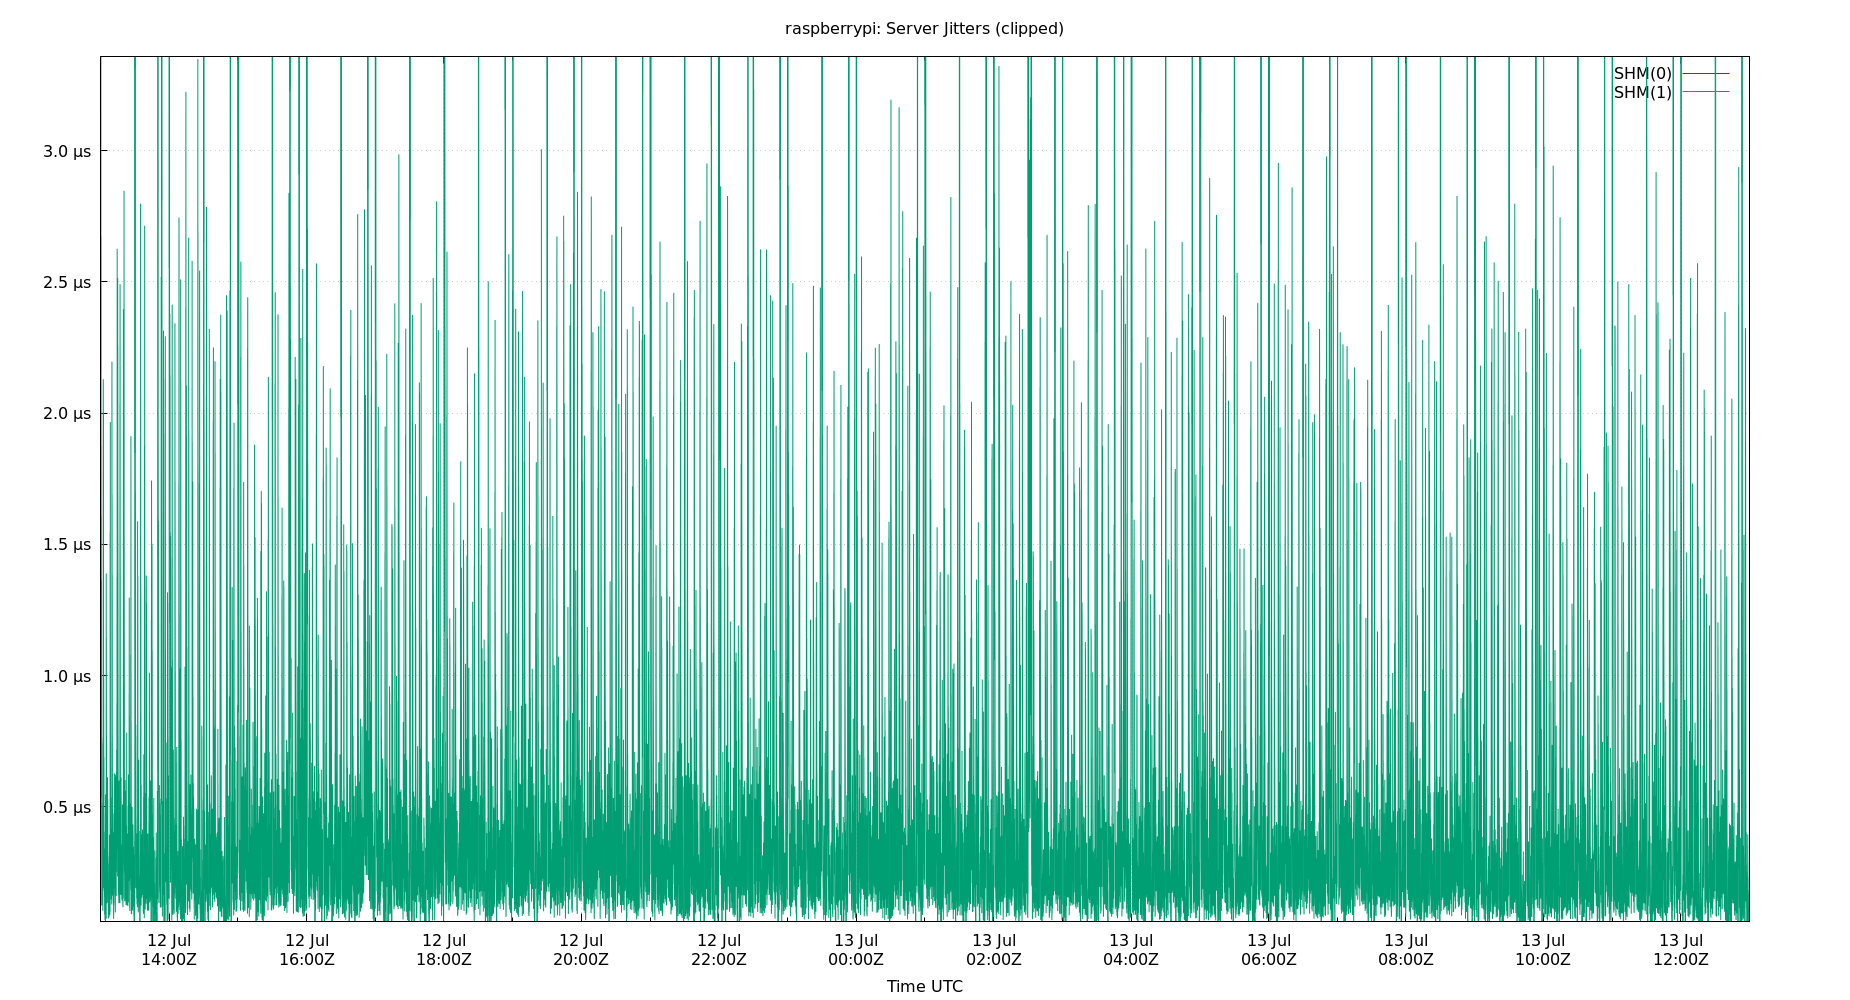 raspberrypi: Server Jitters (clipped)
SHM(0)
SHM(1)
3.0 µs
2.5 µs
2.0 µs
1.5 µs
1.0 µs
0.5 µs
12 Jul 12 Jul 12 Jul 12 Jul 12 Jul 13 Jul 13 Jul 13 Jul 13 Jul 13 Jul 13 Jul 13 Jul
14:00Z 16:00Z 18:00Z 20:00Z 22:00Z 00:00Z 02:00Z 04:00Z 06:00Z 08:00Z 10:00Z 12:00Z
Time UTC